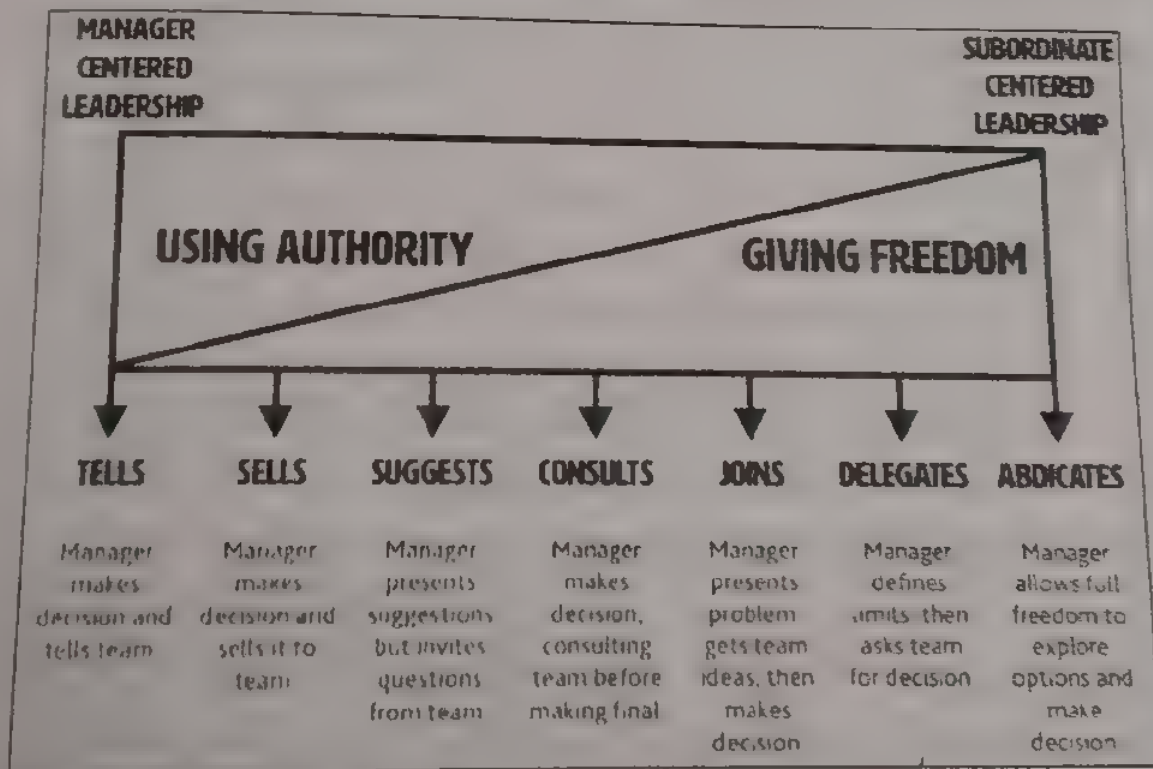 MANAGER
CENTERED
LEADERSHIP
SUBORDINATE
CENTERED
LEADERSHIP
USING AUTHORITY
GIVING FREEDOM
TELLS
SELLS
SUGGESTS
CONSULTS
JOINS
DELEGATES
ABDICATES
Manager
makes
decision and
tells team
Manager
makes
decision and
sells it to
team
Manager
presents
suggestions
but invites
questions
from team
Manager
makes
decision,
consulting
team before
making final
Manager
presents
problem
gets team
ideas, then
makes
decision
Manager
defines
limits then
asks team
for decision
Manager
allows full
freedom to
explore
options and
make
decision